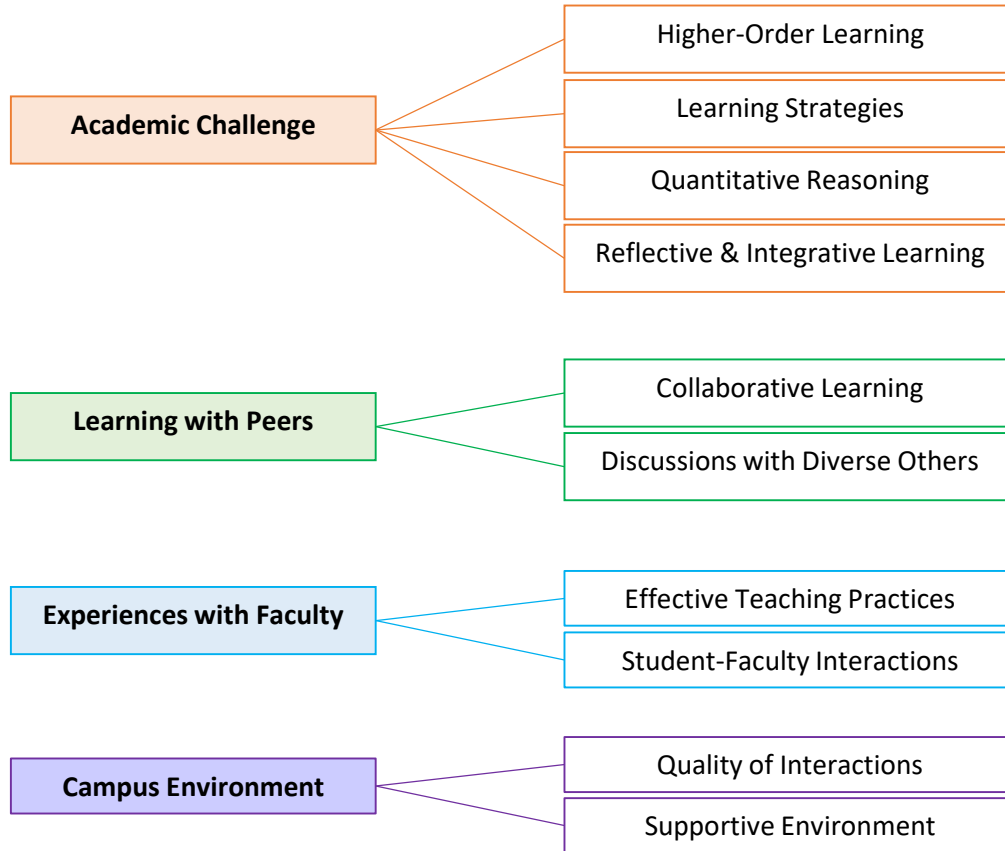 Academic Challenge
Higher-Order Learning
Learning Strategies
Quantitative Reasoning
Reflective & Integrative Learning
Learning with Peers
Collaborative Learning
Discussions with Diverse Others
Experiences with Faculty
Effective Teaching Practices
Student-Faculty Interactions
Campus Environment
Quality of Interactions
Supportive Environment